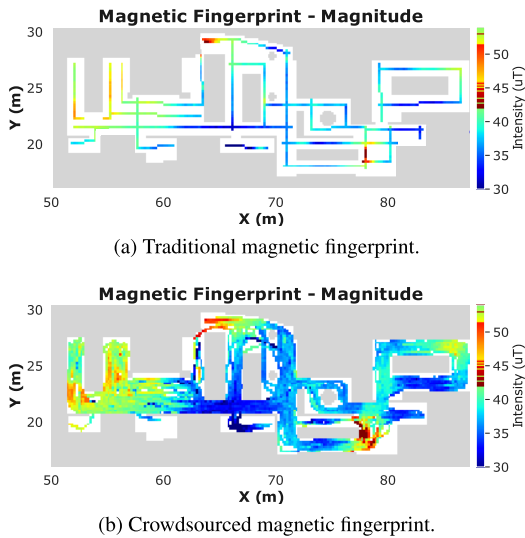 Magnetic Fingerprint - Magnitude
30
25
20
Y (m)
50
60
70
80
X (m)
50
45
40
35
30
Intensity (uT)
(a) Traditional magnetic fingerprint.
Magnetic Fingerprint - Magnitude
30
25
20
Y (m)
50
60
70
80
X (m)
50
45
40
35
30
Intensity (uT)
(b) Crowdsourced magnetic fingerprint.